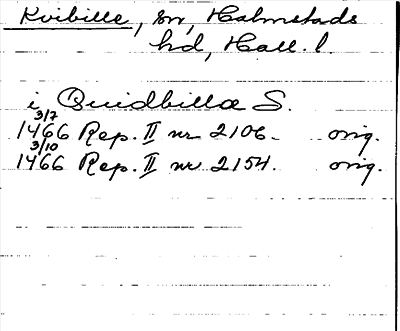 Kvibille, sn, Halmstads
hd, Hall. l.
i Quidbilla S.
3/7
1466 Rep. II nr 2106. orig.
3/10
1466 Rep. II nr 2154. orig.